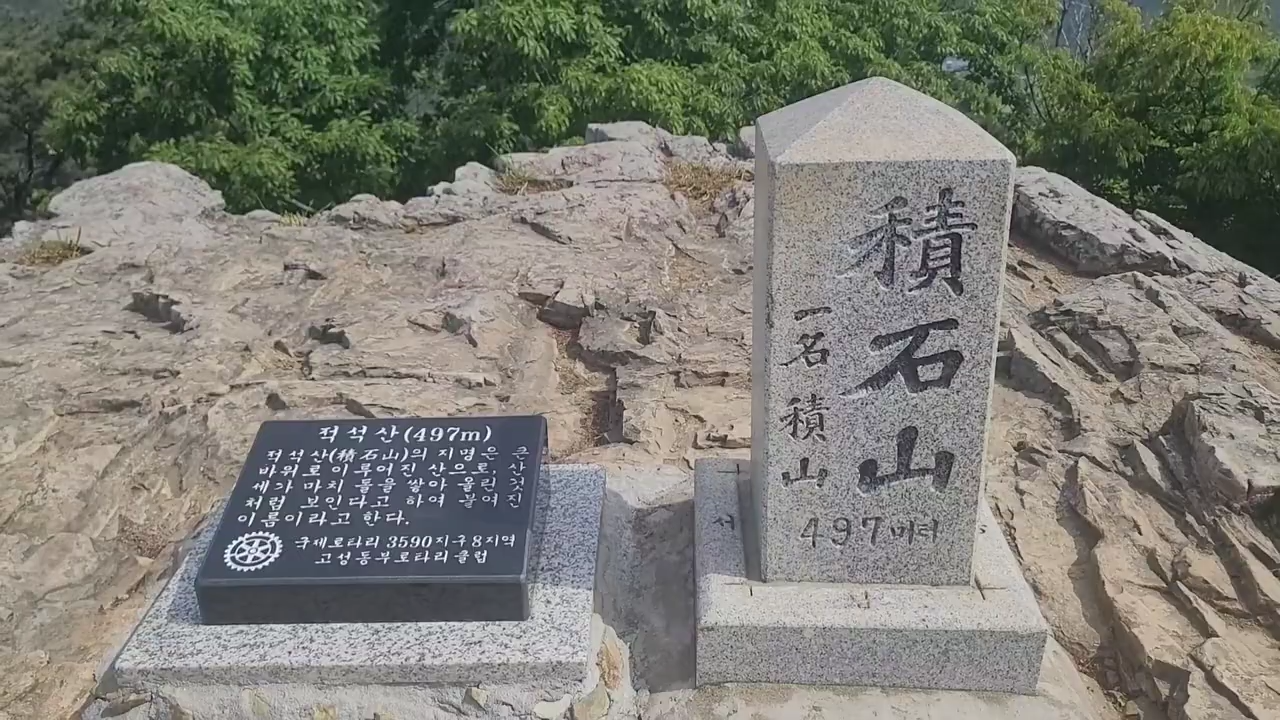 적석산(497m)
적석산(積石山)의 지명은 큰
바위로 이루어진 산으로, 산
세가 마치 돌을 쌓아 올린 것
처럼 보인다고 하여 붙여진
이름이라고 한다.
국제로타리 3590지구8지역
고성동부로타리클럽
積石山
一名積山
497미터
서